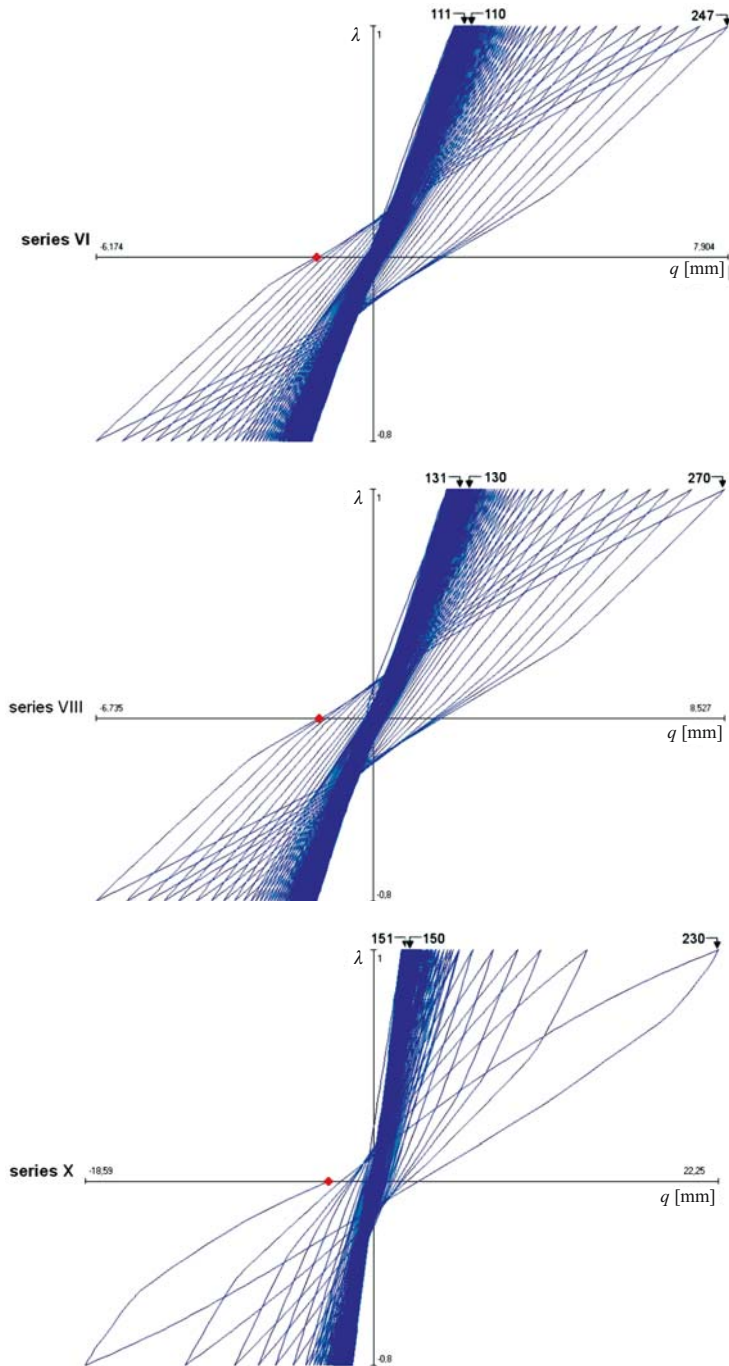 111 110 247
λ 1
series VI
-6,174 7,904
q [mm]
-0,8
131 130 270
λ 1
series VIII
-6,735 8,527
q [mm]
-0,8
151 150 230
λ 1
series X
-18,59 22,25
q [mm]
-0,8